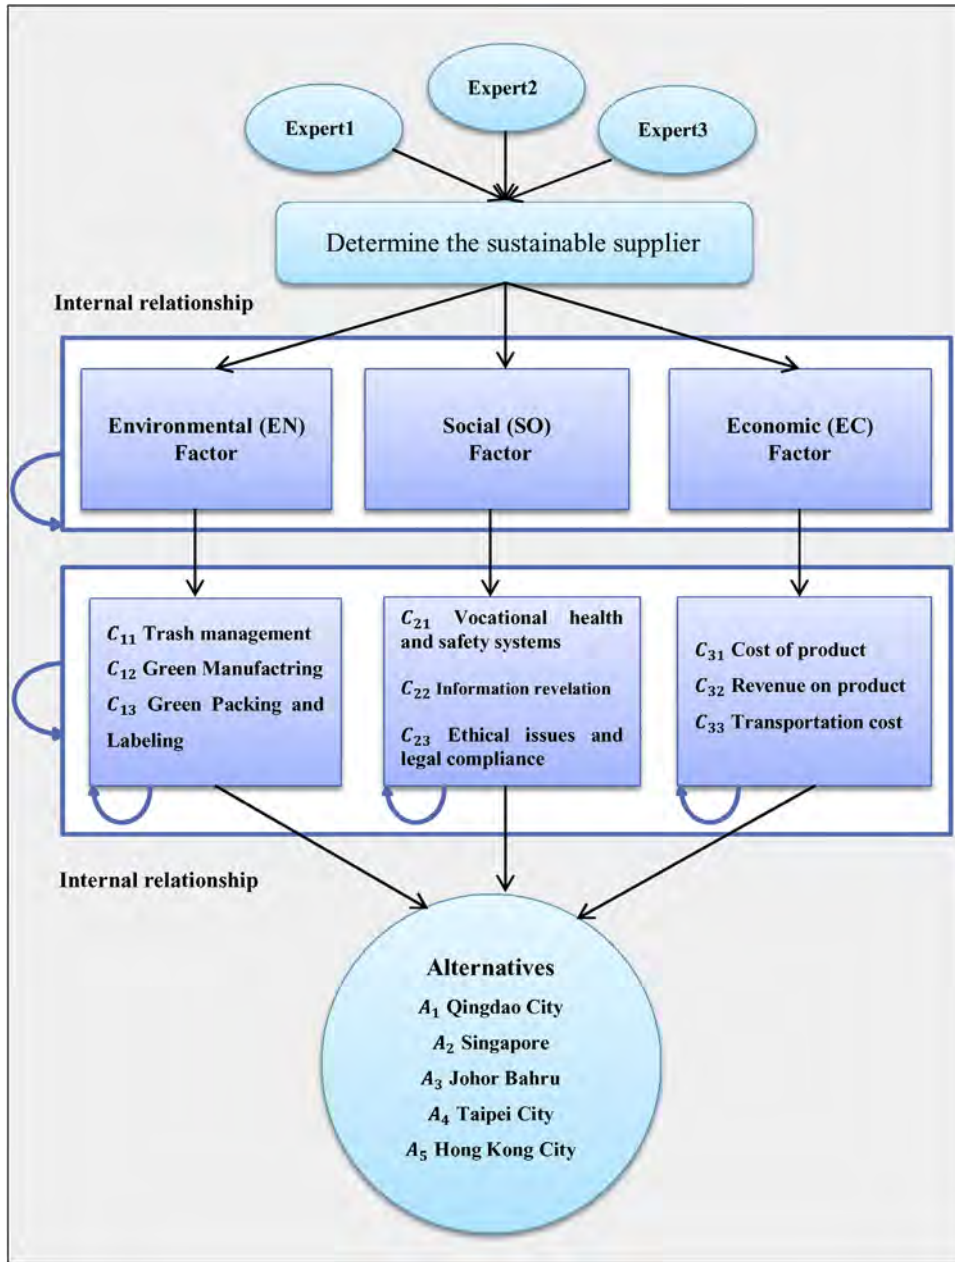 Expert1
Expert2
Expert3
Determine the sustainable supplier
Internal relationship
Environmental (EN)
Factor
Social (SO)
Factor
Economic (EC)
Factor
C₁₁ Trash management
C₁₂ Green Manufactring
C₁₃ Green Packing and
Labeling
C₂₁ Vocational health
and safety systems
C₂₂ Information revelation
C₂₃ Ethical issues and
legal compliance
C₃₁ Cost of product
C₃₂ Revenue on product
C₃₃ Transportation cost
Internal relationship
Alternatives
A₁ Qingdao City
A₂ Singapore
A₃ Johor Bahru
A₄ Taipei City
A₅ Hong Kong City